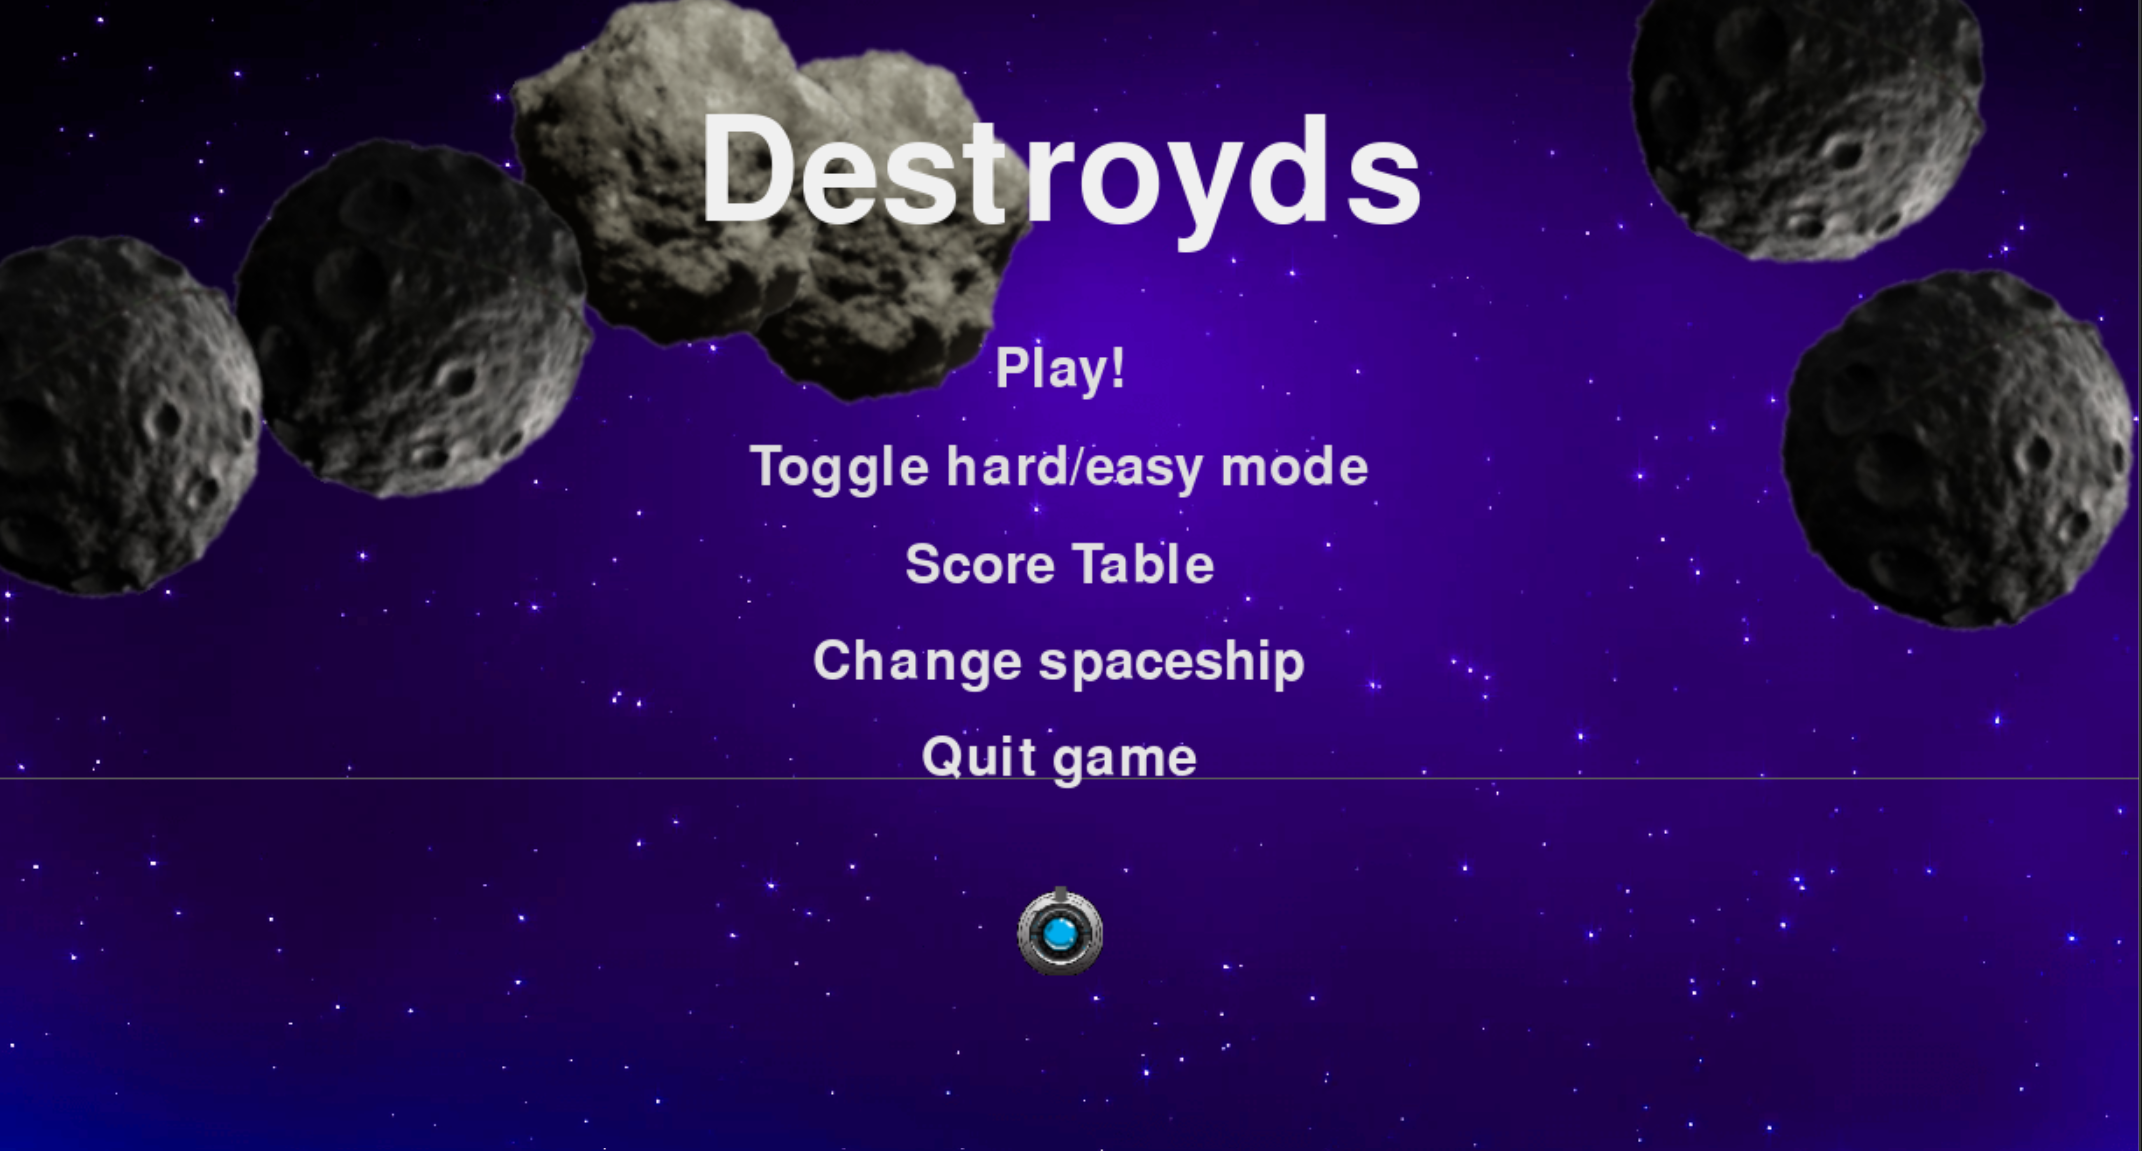 Destroyds
Play!
Toggle hard/easy mode
Score Table
Change spaceship
Quit game